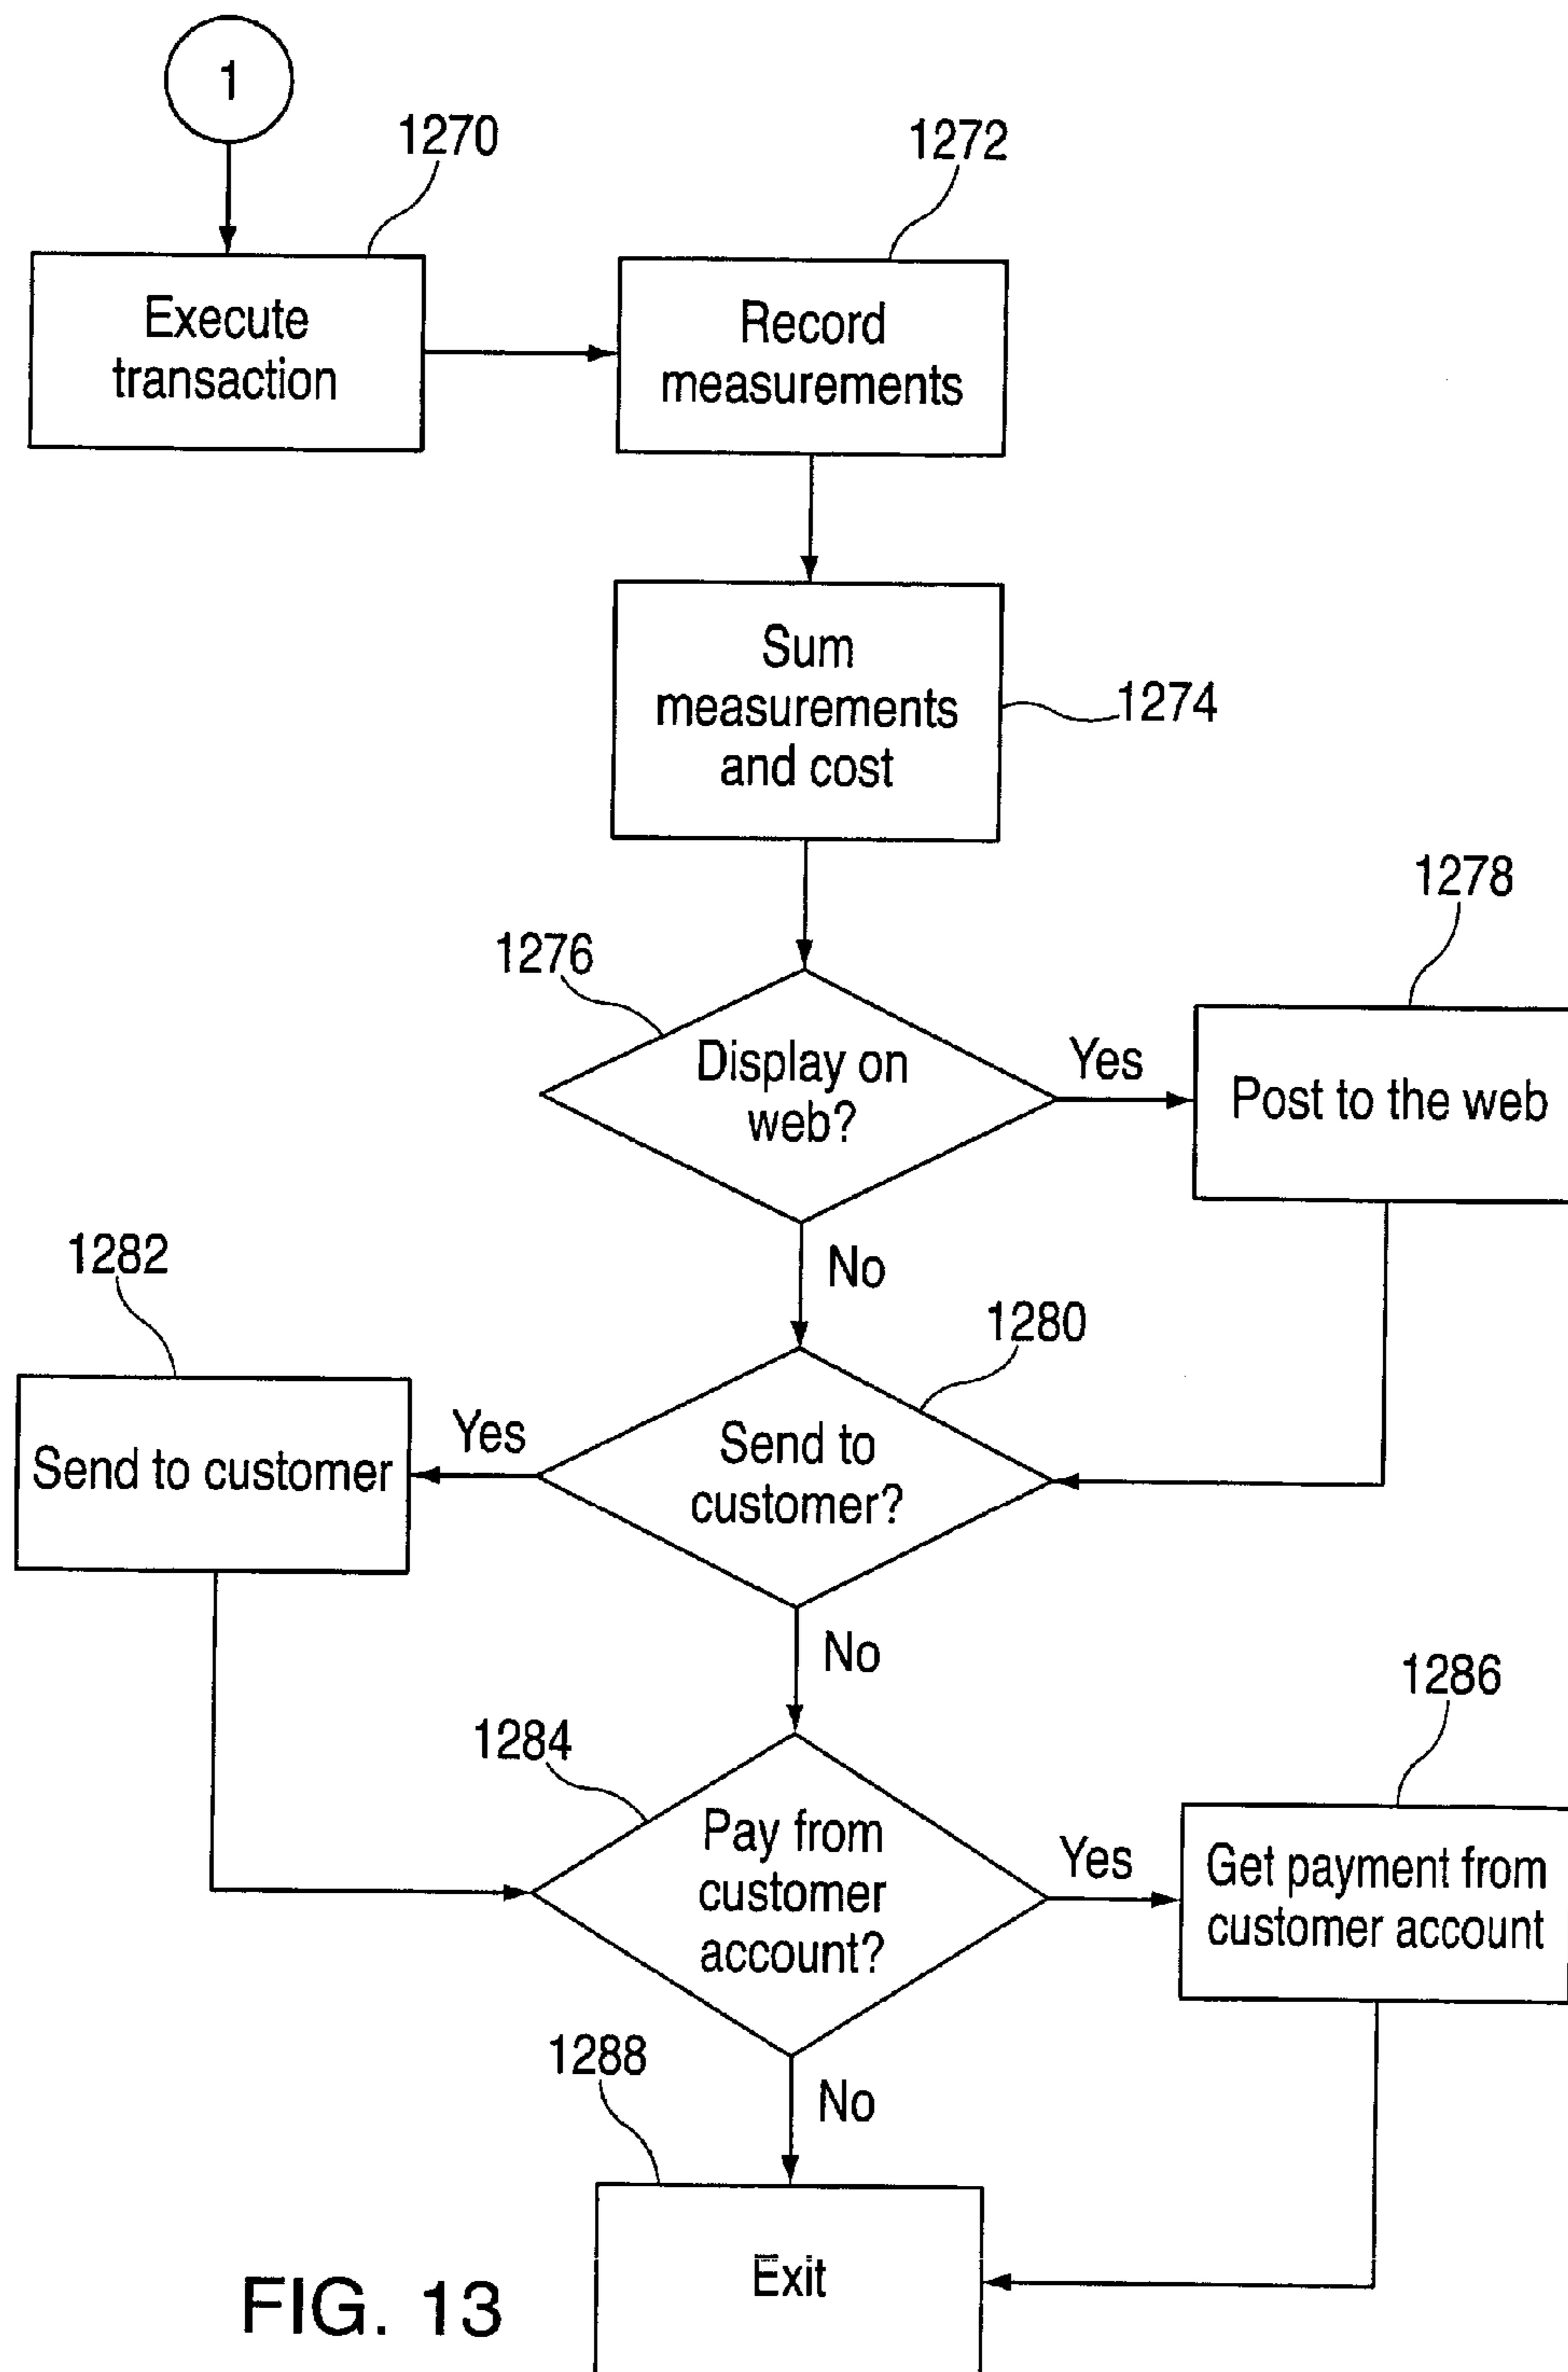 1
1270
1272
Execute
transaction
Record
measurements
Sum
measurements
and cost
1274
1276
1278
Display on
web?
Yes
Post to the web
No
1282
1280
Send to customer
Yes
Send to
customer?
No
1284
1286
Pay from
customer
account?
Yes
Get payment from
customer account
1288
No
Exit
FIG. 13